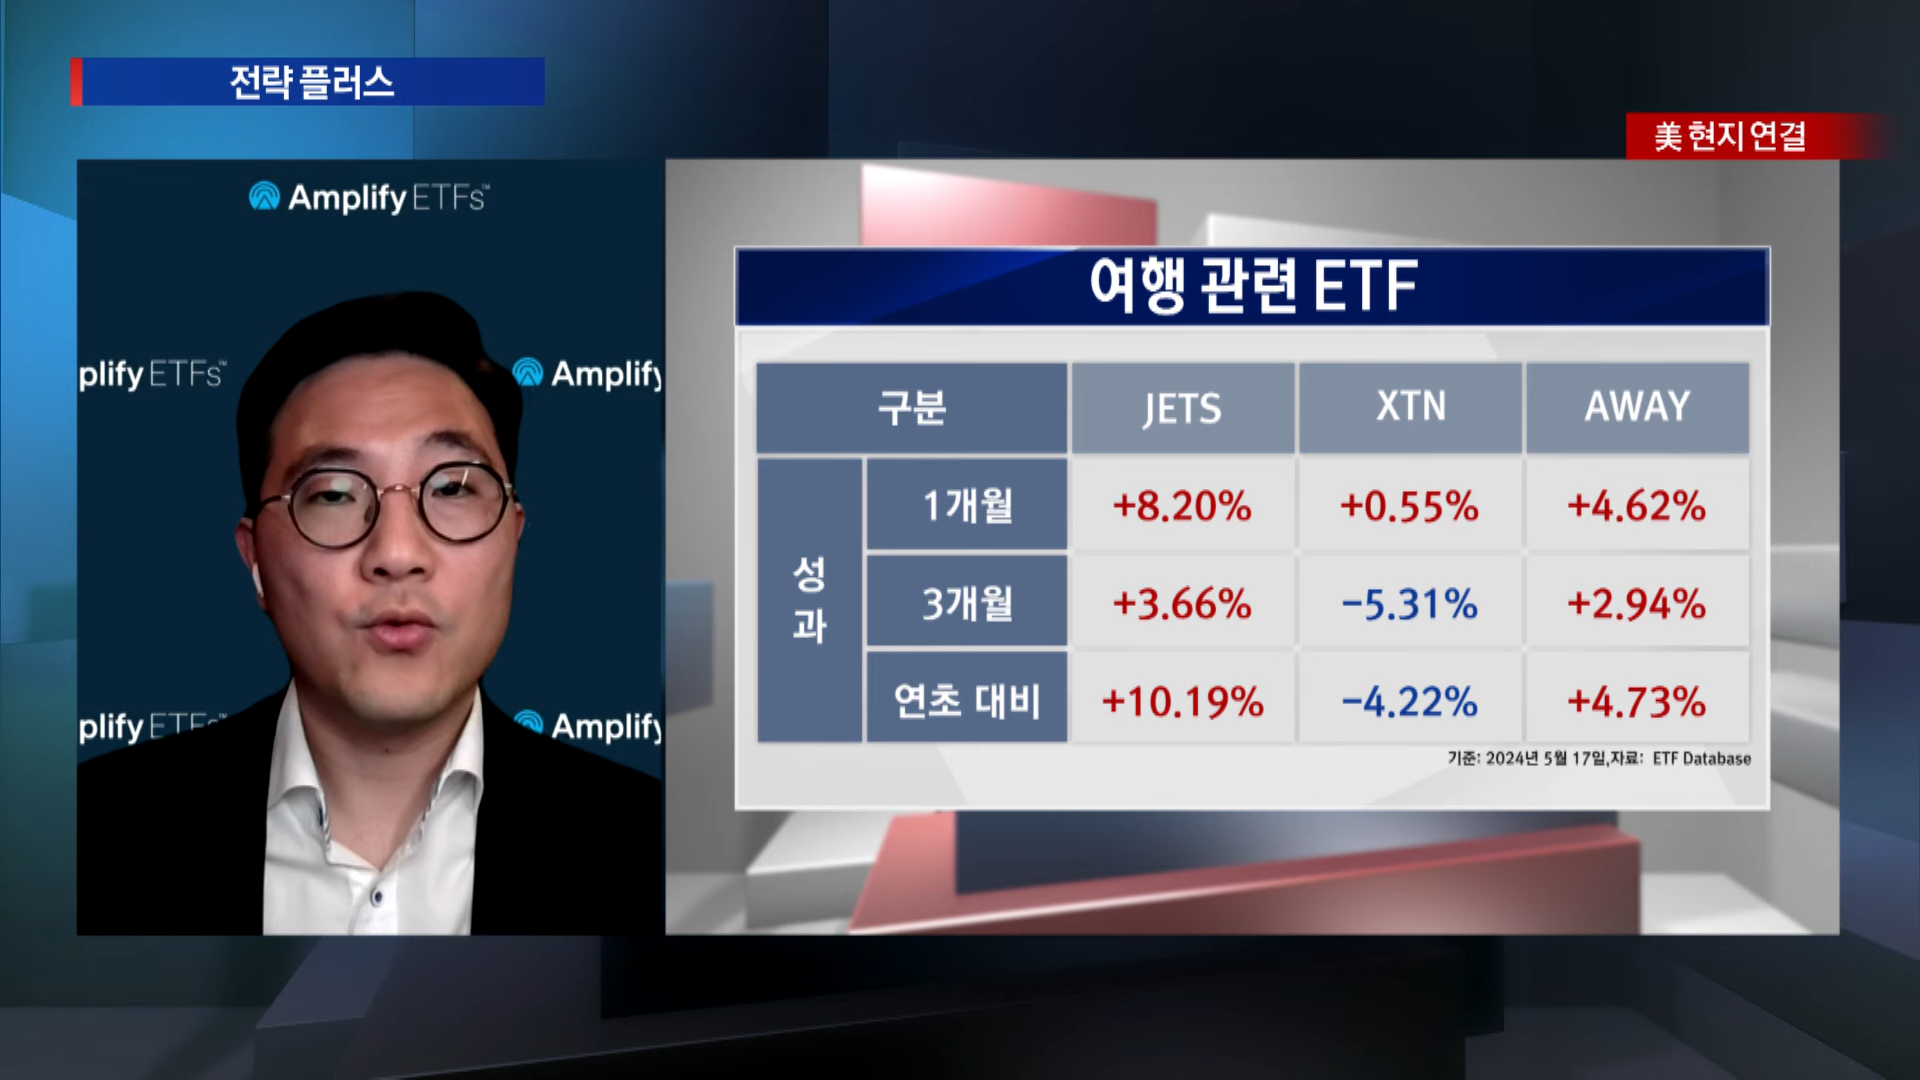 전략 플러스
美 현지 연결
Amplify ETFs™
plify ETFs™
Amplify
plify ETFs™
Amplify
여행 관련 ETF
구분 JETS XTN AWAY
성과
1개월 +8.20% +0.55% +4.62%
3개월 +3.66% -5.31% +2.94%
연초 대비 +10.19% -4.22% +4.73%
기준: 2024년 5월 17일,자료: ETF Database